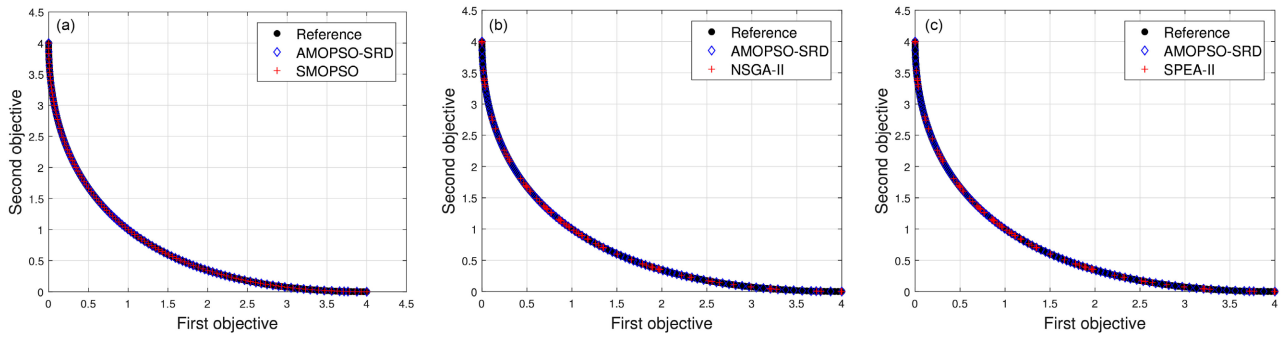 (a)
Reference
AMOPSO-SRD
SMOPSO
Second objective
4.5
4
3.5
3
2.5
2
1.5
1
0.5
0
0 0.5 1 1.5 2 2.5 3 3.5 4 4.5
First objective
(b)
Reference
AMOPSO-SRD
NSGA-II
Second objective
4.5
4
3.5
3
2.5
2
1.5
1
0.5
0
0 0.5 1 1.5 2 2.5 3 3.5 4
First objective
(c)
Reference
AMOPSO-SRD
SPEA-II
Second objective
4.5
4
3.5
3
2.5
2
1.5
1
0.5
0
0 0.5 1 1.5 2 2.5 3 3.5 4
First objective